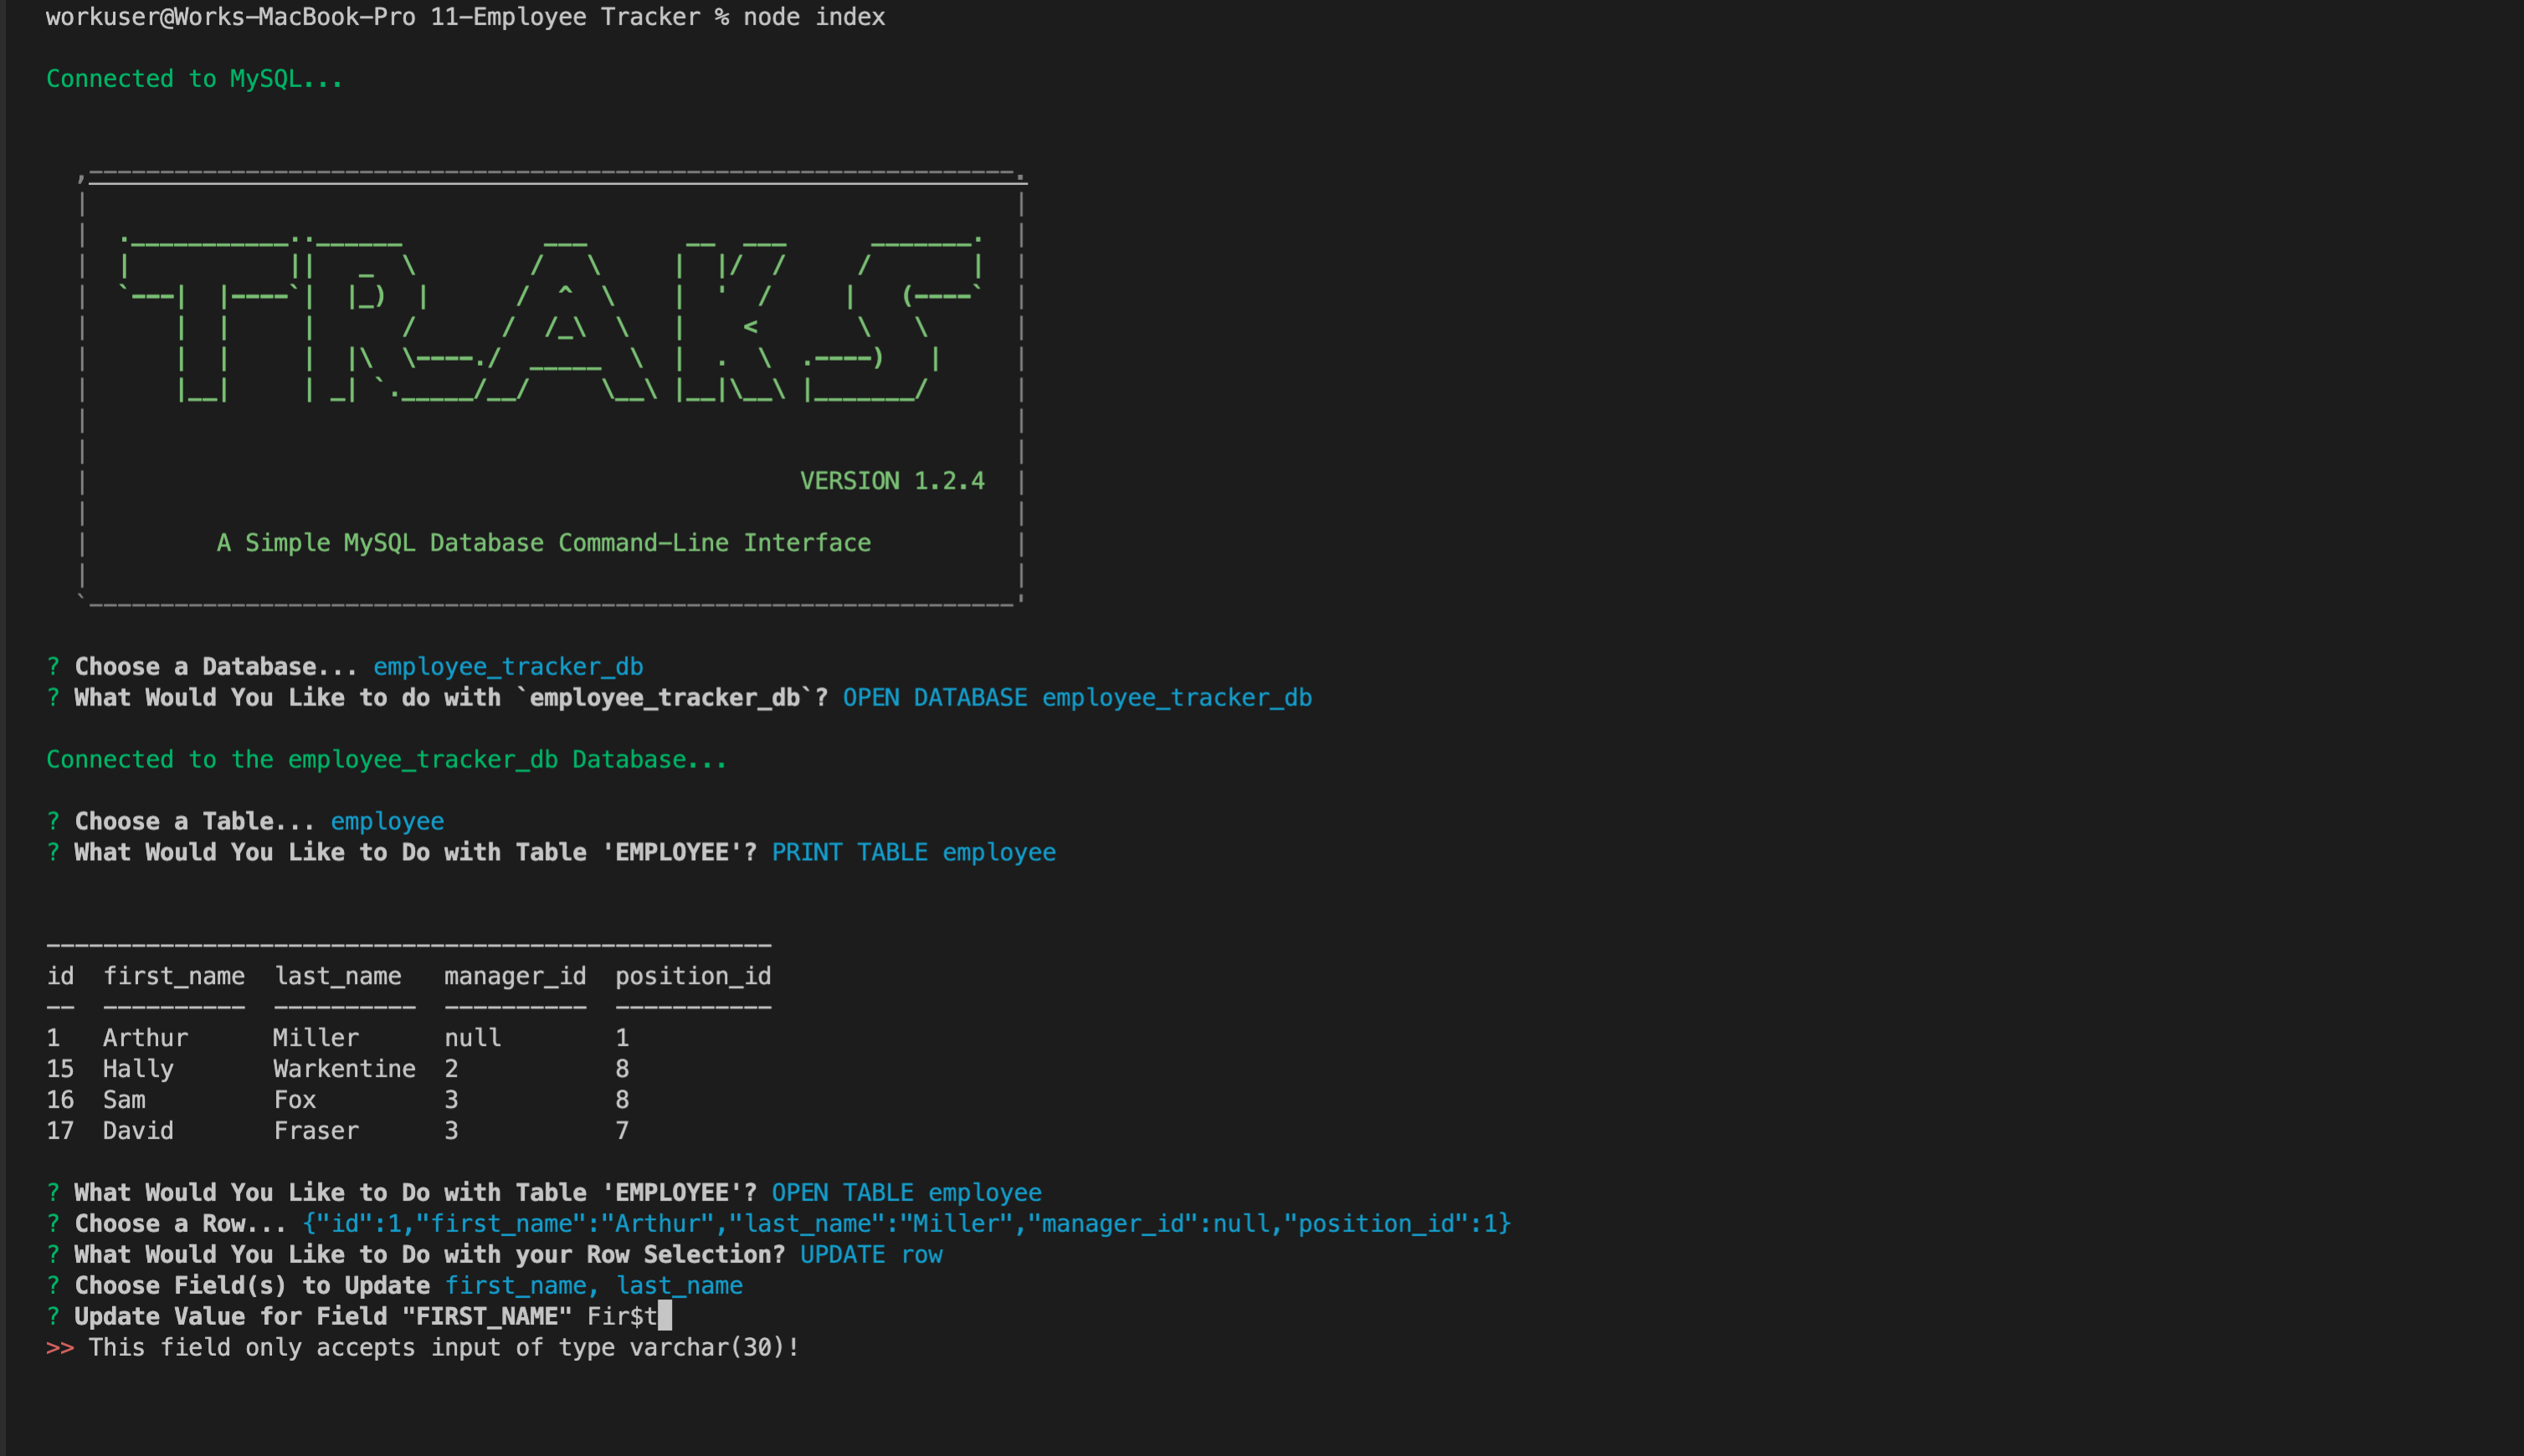 workuser@Works-MacBook-Pro 11-Employee Tracker % node index
Connected to MySQL...
TRAKS
VERSION 1.2.4
A Simple MySQL Database Command-Line Interface
? Choose a Database... employee_tracker_db
? What Would You Like to do with `employee_tracker_db`? OPEN DATABASE employee_tracker_db
Connected to the employee_tracker_db Database...
? Choose a Table... employee
? What Would You Like to Do with Table 'EMPLOYEE'? PRINT TABLE employee
id  first_name  last_name   manager_id  position_id
--  ----------  ----------  ----------  -----------
1   Arthur      Miller      null        1
15  Hally       Warkentine  2           8
16  Sam         Fox         3           8
17  David       Fraser      3           7
? What Would You Like to Do with Table 'EMPLOYEE'? OPEN TABLE employee
? Choose a Row... {"id":1,"first_name":"Arthur","last_name":"Miller","manager_id":null,"position_id":1}
? What Would You Like to Do with your Row Selection? UPDATE row
? Choose Field(s) to Update first_name, last_name
? Update Value for Field "FIRST_NAME" Fir$t
>> This field only accepts input of type varchar(30)!